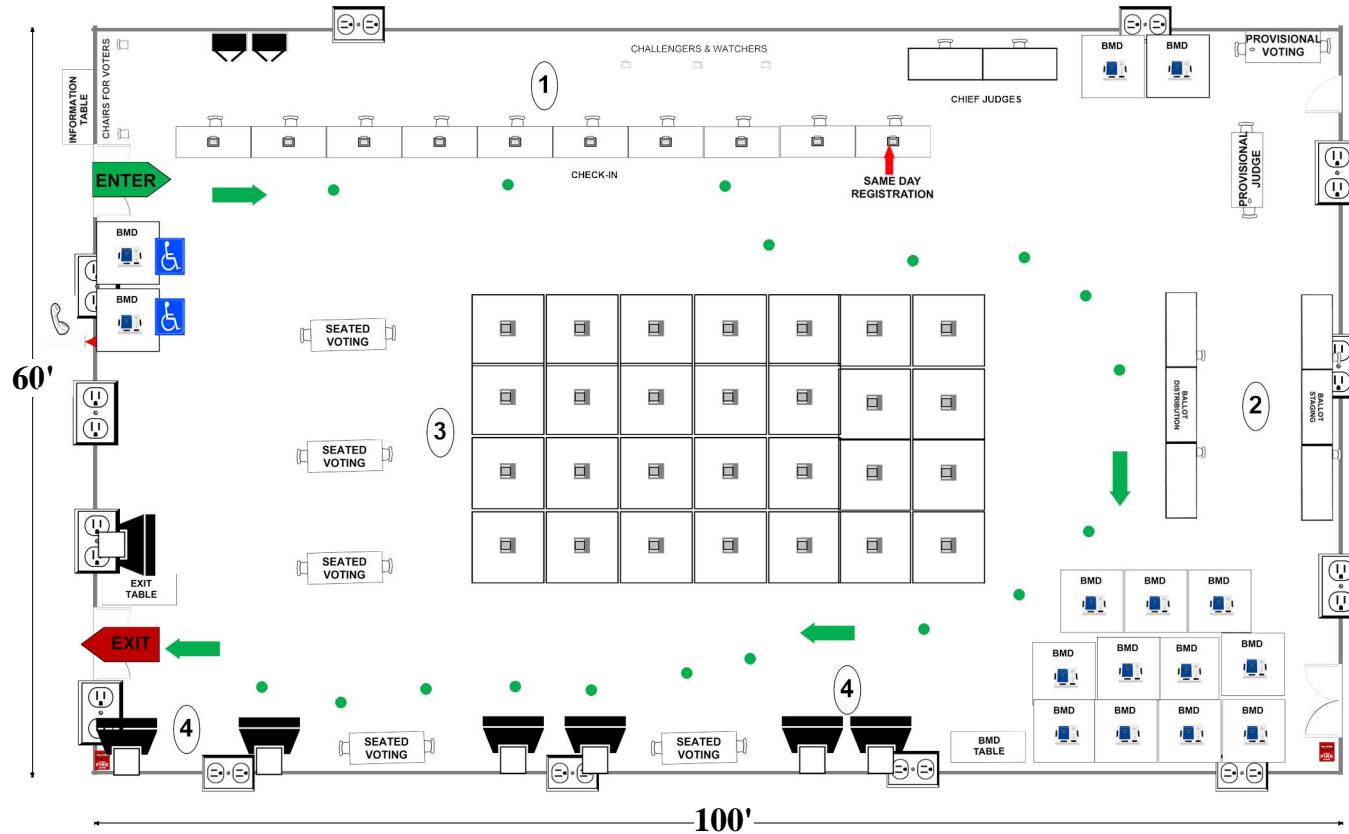 CHALLENGERS & WATCHERS
PROVISIONAL
VOTING
BMD
BMD
CHAIRS FOR VOTERS
INFORMATION
TABLE
1
CHIEF JUDGES
CHECK-IN
SAME DAY
REGISTRATION
PROVISIONAL
JUDGE
ENTER
BMD
BMD
60'
SEATED
VOTING
SEATED
VOTING
SEATED
VOTING
3
BALLOT
DISTRIBUTION
2
BALLOT
STAGING
EXIT
TABLE
EXIT
BMD
BMD
BMD
BMD
BMD
BMD
BMD
BMD
BMD
BMD
BMD
4
4
SEATED
VOTING
SEATED
VOTING
BMD
TABLE
FIRE
FIRE
100'